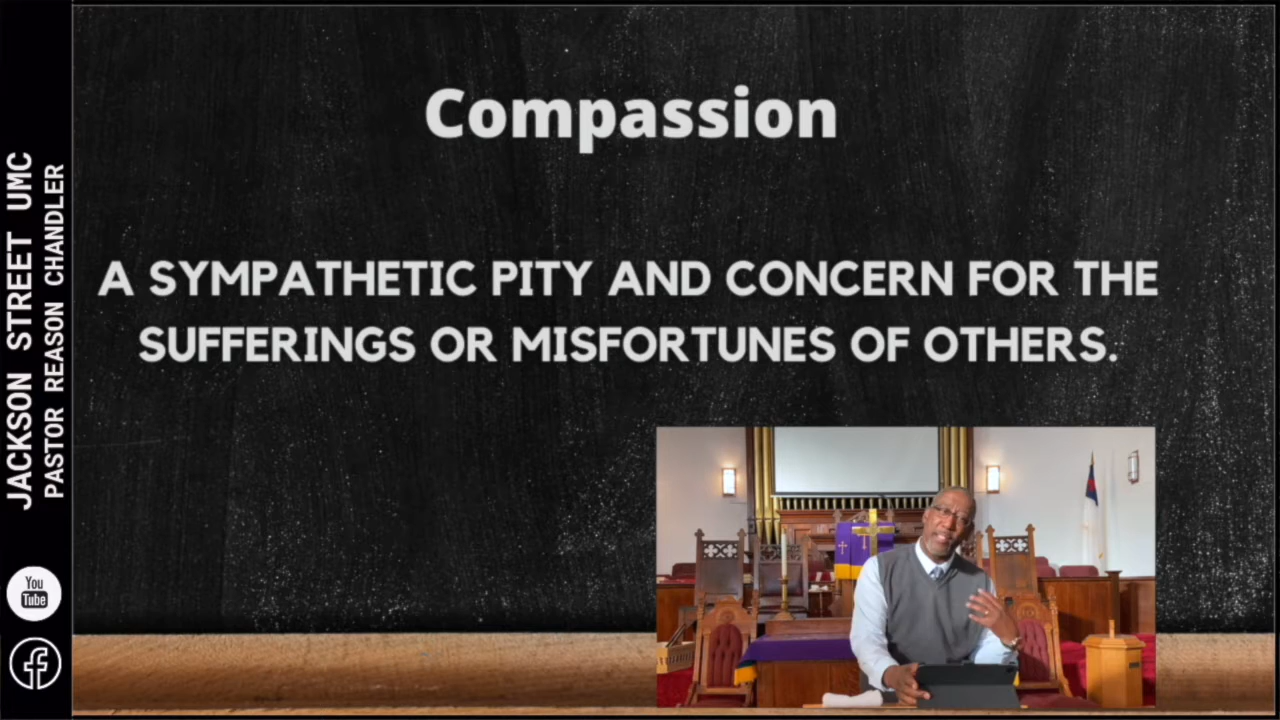 Compassion
A SYMPATHETIC PITY AND CONCERN FOR THE
SUFFERINGS OR MISFORTUNES OF OTHERS.
JACKSON STREET UMC
PASTOR REASON CHANDLER
You
Tube